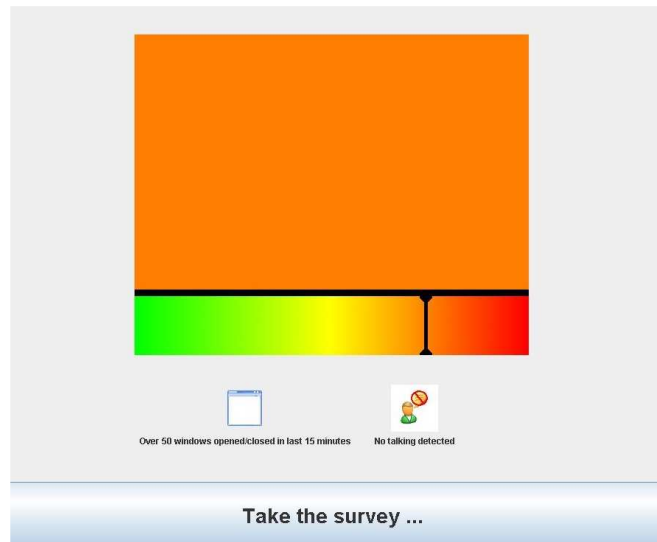 Over 50 windows opened/closed in last 15 minutes
No talking detected
Take the survey ...